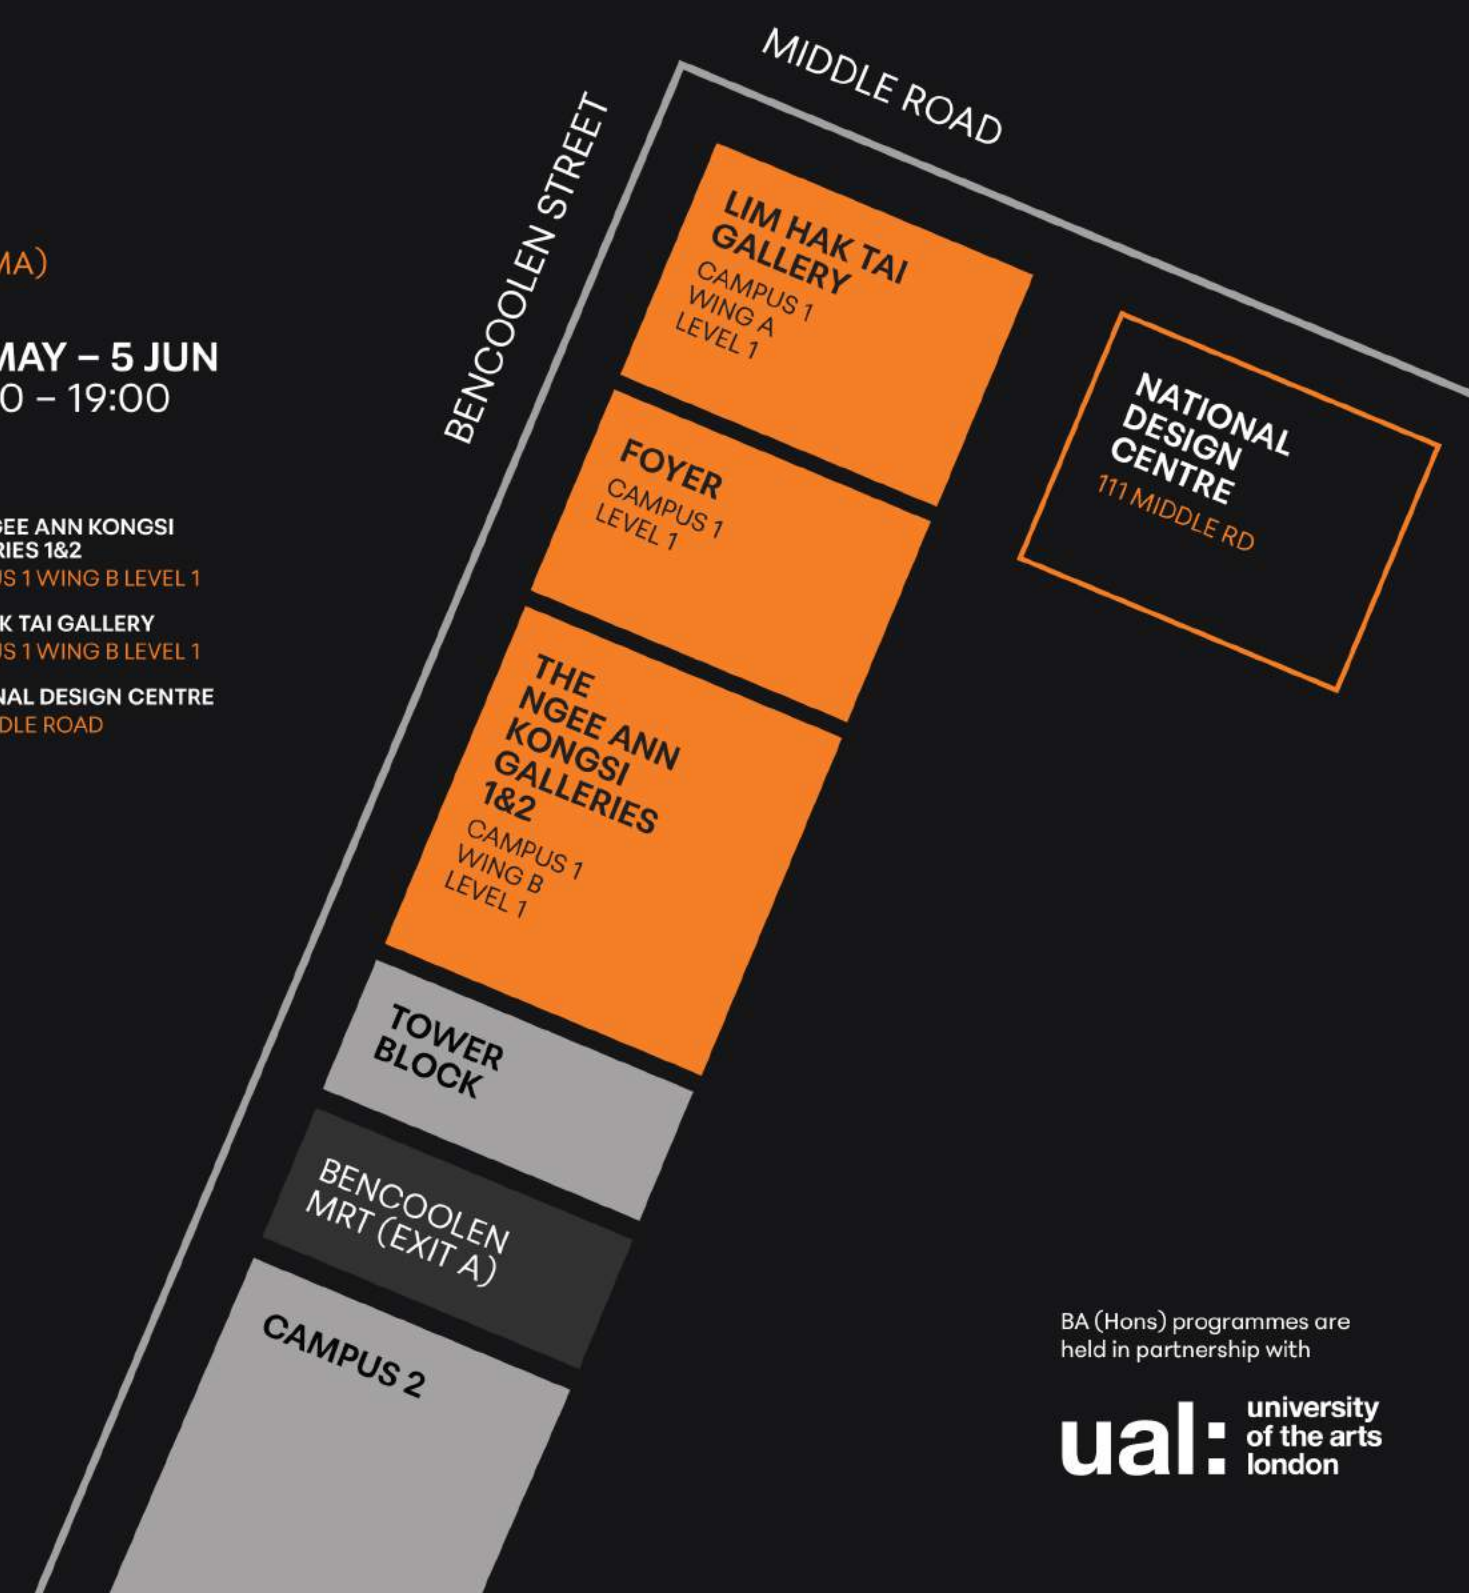 MA)
MAY – 5 JUN
0 – 19:00
GEE ANN KONGSI
RIES 1&2
US 1 WING B LEVEL 1
K TAI GALLERY
US 1 WING B LEVEL 1
NAL DESIGN CENTRE
DLE ROAD
MIDDLE ROAD
BENCOOLEN STREET
LIM HAK TAI
GALLERY
CAMPUS 1
WING A
LEVEL 1
NATIONAL
DESIGN
CENTRE
111 MIDDLE RD
FOYER
CAMPUS 1
LEVEL 1
THE
NGEE ANN
KONGSI
GALLERIES
1&2
CAMPUS 1
WING B
LEVEL 1
TOWER
BLOCK
BENCOOLEN
MRT (EXIT A)
CAMPUS 2
BA (Hons) programmes are
held in partnership with
ual:
university
of the arts
london